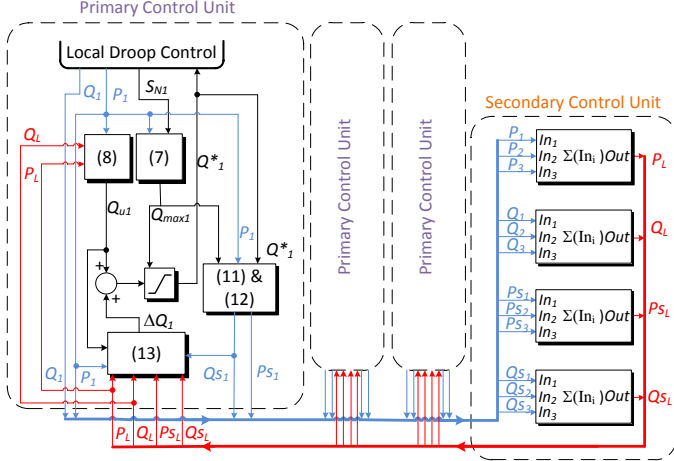 Primary Control Unit
Local Droop Control
Q1
P1
SN1
QL
PL
(8)
(7)
Q*1
Qu1
Qmax1
P1
Q*1
+
+
(11) &
(12)
ΔQ1
(13)
Q1
P1
Qs1
Ps1
PL
QL
PsL
QsL
Primary Control Unit
Primary Control Unit
Secondary Control Unit
P1
P2
P3
In1
In2
In3
Σ(Ini)Out
PL
Q1
Q2
Q3
In1
In2
In3
Σ(Ini)Out
QL
Ps1
Ps2
Ps3
In1
In2
In3
Σ(Ini)Out
PsL
Qs1
Qs2
Qs3
In1
In2
In3
Σ(Ini)Out
QsL